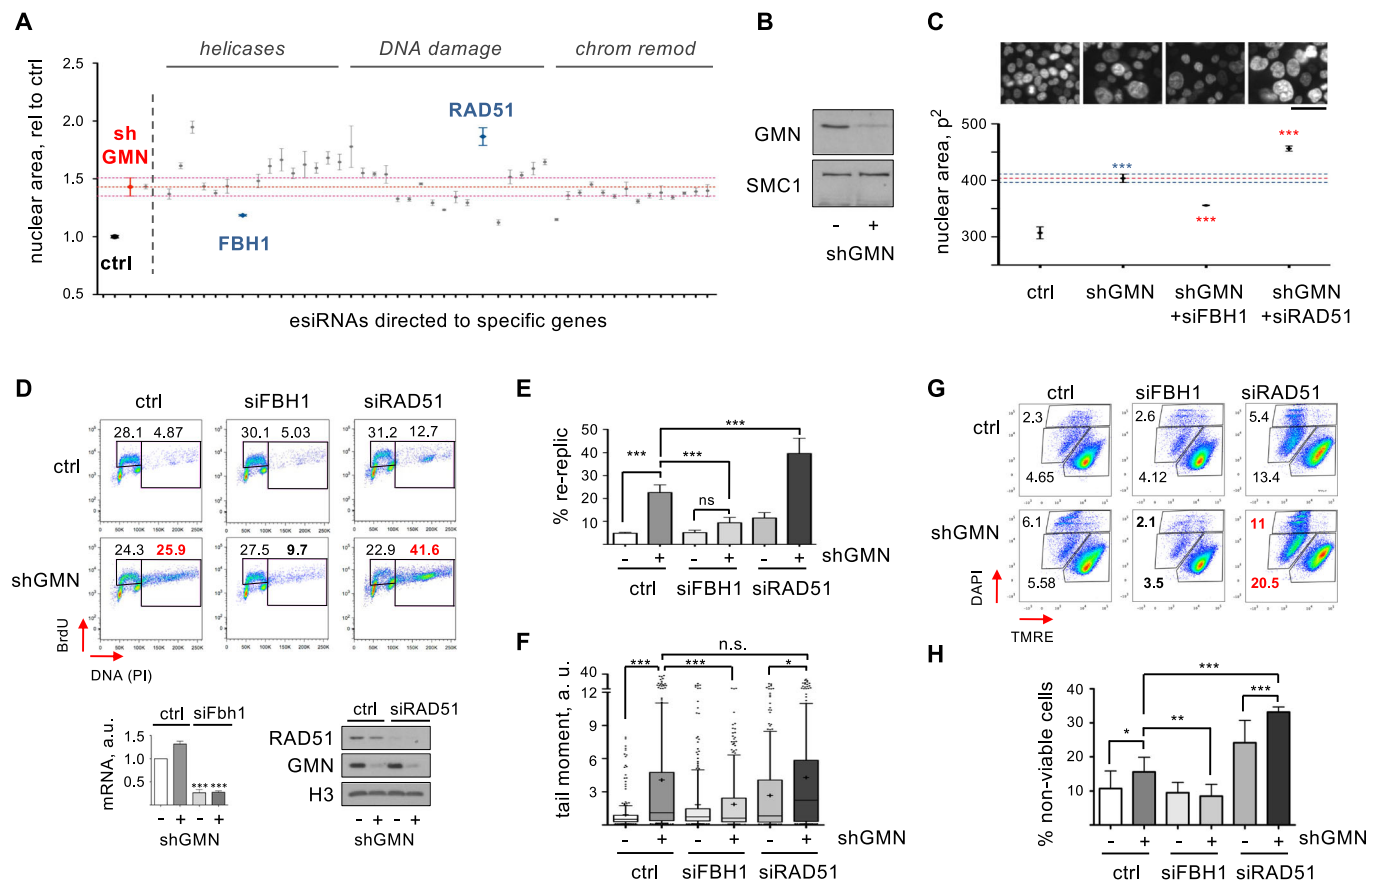 A
helicases
DNA damage
chrom remod
nuclear area, rel to ctrl
2.5
2.0
1.5
1.0
0.5
sh
GMN
ctrl
FBH1
RAD51
esiRNAs directed to specific genes
B
GMN
SMC1
- +
shGMN
C
nuclear area, p2
500
400
300
***
***
***
ctrl
shGMN
shGMN
+siFBH1
shGMN
+siRAD51
D
ctrl
siFBH1
siRAD51
ctrl
28.1 4.87
30.1 5.03
31.2 12.7
shGMN
24.3 25.9
27.5 9.7
22.9 41.6
0 50K 100K 150K 200K 250K
BrdU
DNA (PI)
ctrl siFbh1
mRNA, a.u.
1.5
1.0
0.5
*** ***
- + - +
shGMN
ctrl siRAD51
RAD51
GMN
H3
- + - +
shGMN
E
% re-replic
50
40
30
20
10
***
***
***
ns
- + - + - + shGMN
ctrl siFBH1 siRAD51
F
tail moment, a. u.
40
12
9
6
3
n.s.
*** *** *
- + - + - + shGMN
ctrl siFBH1 siRAD51
G
ctrl
siFBH1
siRAD51
ctrl
2.3
4.65
2.6
4.12
5.4
13.4
shGMN
6.1
5.58
2.1
3.5
11
20.5
DAPI
TMRE
H
% non-viable cells
40
30
20
10
0
***
***
**
*
- + - + - + shGMN
ctrl siFBH1 siRAD51